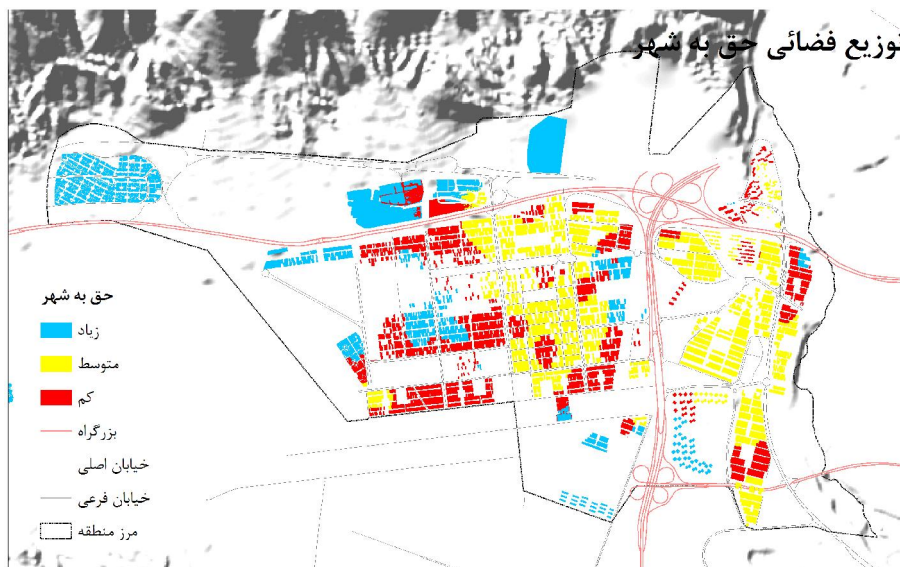 توزیع فضائی حق به شهر
حق به شهر
زیاد
متوسط
کم
بزرگراه
خیابان اصلی
خیابان فرعی
مرز منطقه